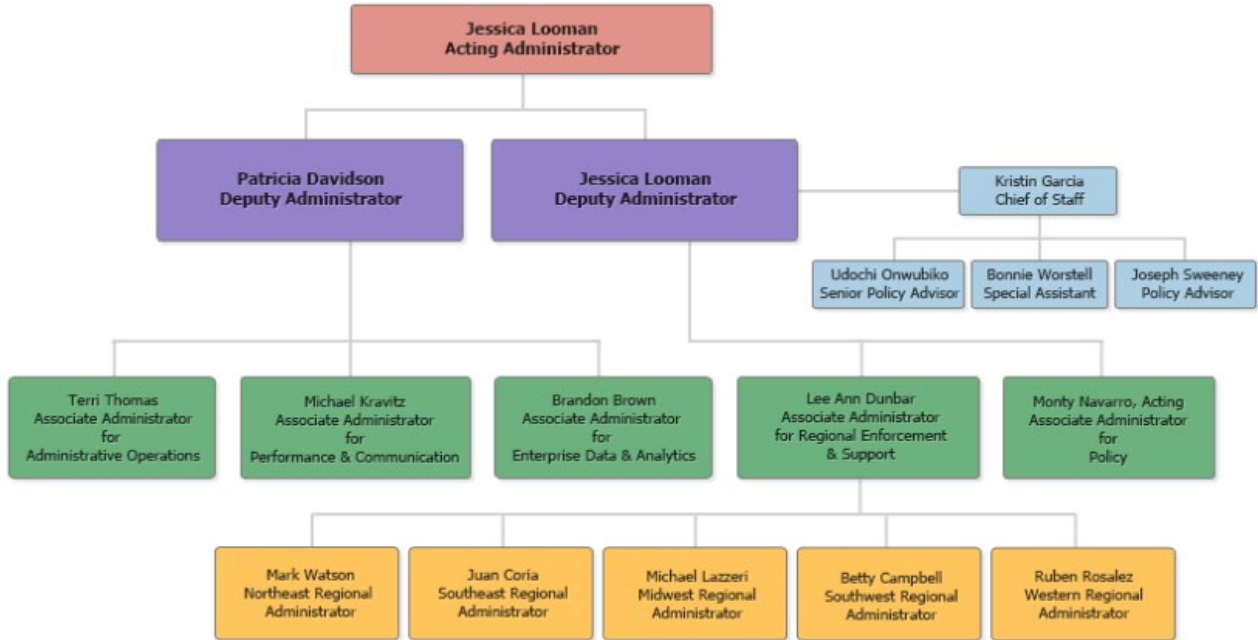 Jessica Looman
Acting Administrator
Patricia Davidson
Deputy Administrator
Jessica Looman
Deputy Administrator
Kristin Garcia
Chief of Staff
Udochi Onwubiko
Senior Policy Advisor
Bonnie Worstell
Special Assistant
Joseph Sweeney
Policy Advisor
Terri Thomas
Associate Administrator
for
Administrative Operations
Michael Kravitz
Associate Administrator
for
Performance & Communication
Brandon Brown
Associate Administrator
for
Enterprise Data & Analytics
Lee Ann Dunbar
Associate Administrator
for Regional Enforcement
& Support
Monty Navarro, Acting
Associate Administrator
for
Policy
Mark Watson
Northeast Regional
Administrator
Juan Coria
Southeast Regional
Administrator
Michael Lazzeri
Midwest Regional
Administrator
Betty Campbell
Southwest Regional
Administrator
Ruben Rosalez
Western Regional
Administrator